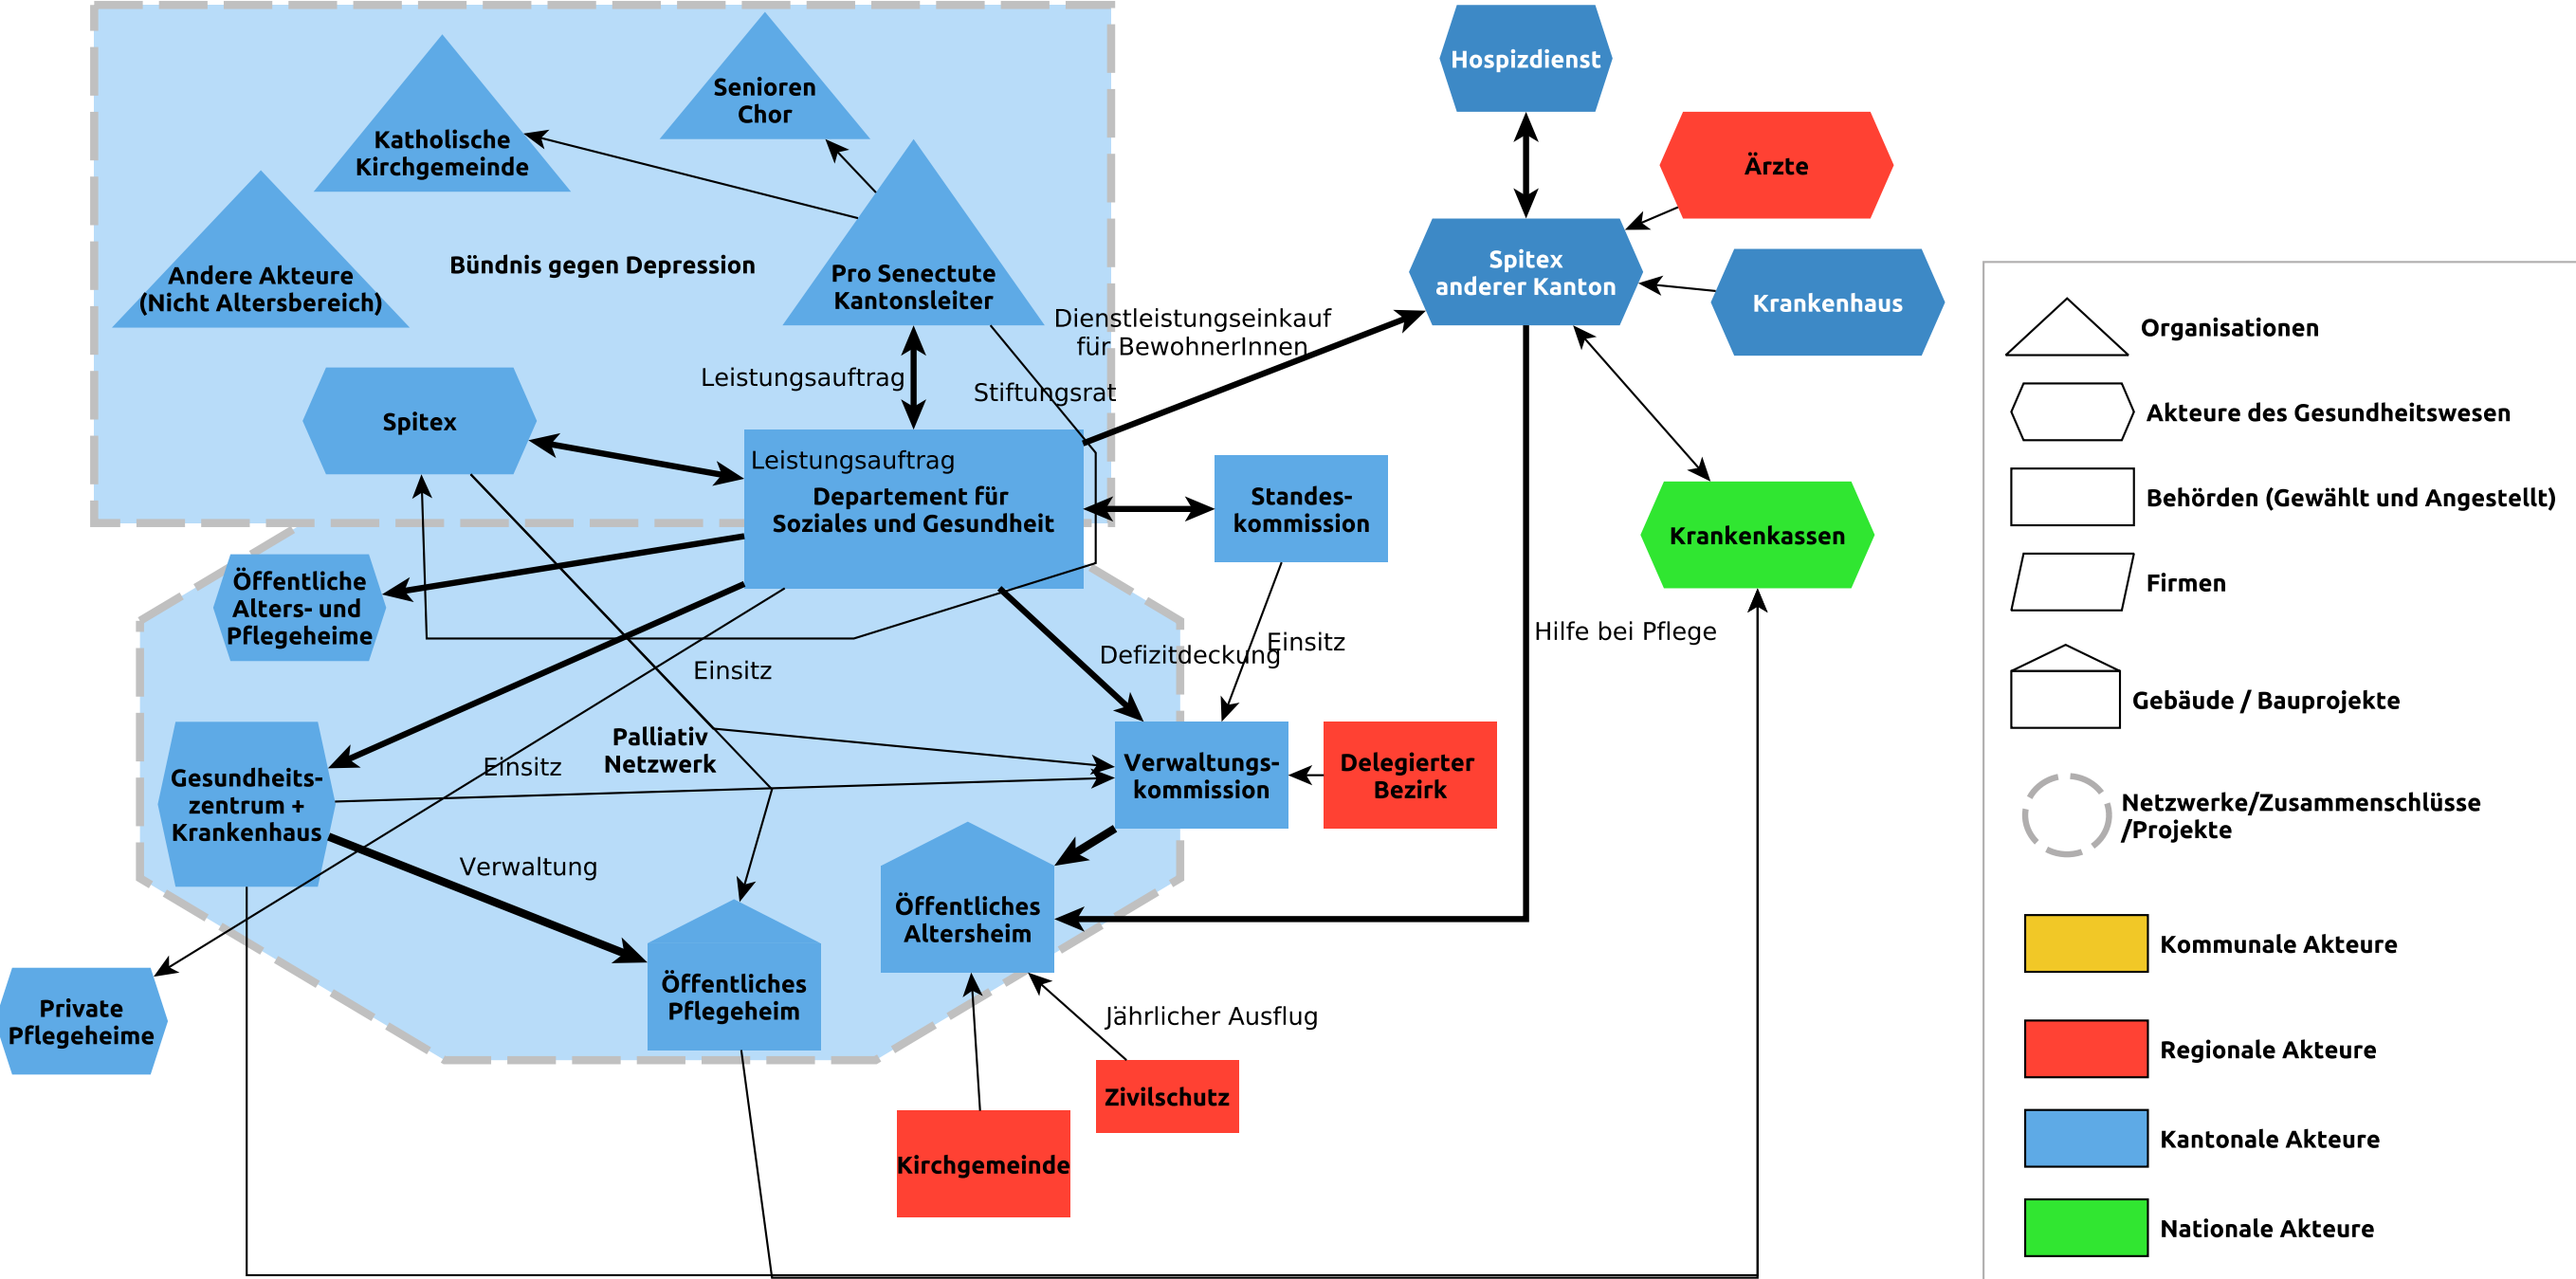 Hospizdienst
Senioren
Chor
Katholische
Kirchgemeinde
Ärzte
Andere Akteure
(Nicht Altersbereich)
Bündnis gegen Depression
Pro Senectute
Kantonsleiter
Spitex
anderer Kanton
Krankenhaus
Dienstleistungseinkauf
für BewohnerInnen
Leistungsauftrag
Stiftungsrat
Spitex
Leistungsauftrag
Departement für
Soziales und Gesundheit
Standes-
kommission
Krankenkassen
Öffentliche
Alters- und
Pflegeheime
Einsitz
Defizitdeckung
Einsitz
Hilfe bei Pflege
Palliativ
Netzwerk
Einsitz
Gesundheits-
zentrum +
Krankenhaus
Verwaltungs-
kommission
Delegierter
Bezirk
Verwaltung
Öffentliches
Altersheim
Öffentliches
Pflegeheim
Private
Pflegeheime
Jährlicher Ausflug
Zivilschutz
Kirchgemeinde
Organisationen
Akteure des Gesundheitswesen
Behörden (Gewählt und Angestellt)
Firmen
Gebäude / Bauprojekte
Netzwerke/Zusammenschlüsse
/Projekte
Kommunale Akteure
Regionale Akteure
Kantonale Akteure
Nationale Akteure